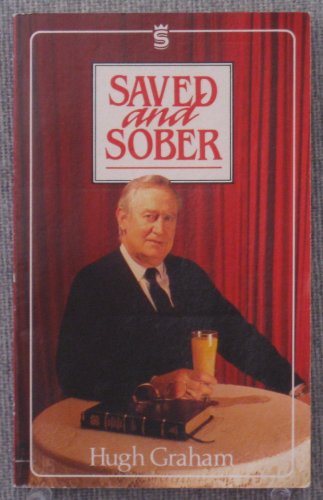 S
SAVED
and
SOBER
Hugh Graham